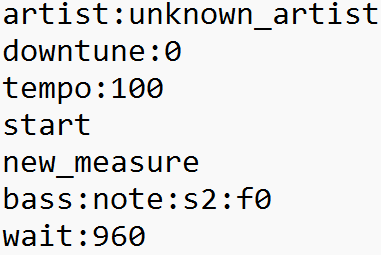 artist:unknown_artist
downtune:0
tempo:100
start
new_measure
bass:note:s2:f0
wait:960